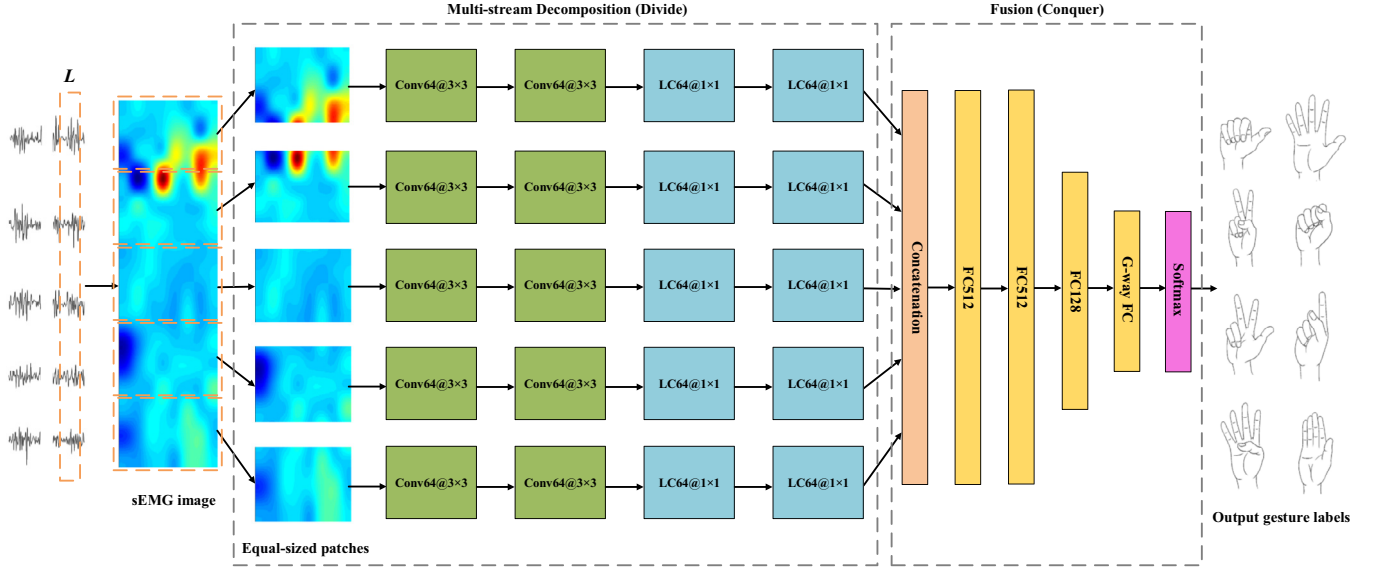 Multi-stream Decomposition (Divide)
Fusion (Conquer)
L
Conv64@3×3
Conv64@3×3
LC64@1×1
LC64@1×1
Conv64@3×3
Conv64@3×3
LC64@1×1
LC64@1×1
Conv64@3×3
Conv64@3×3
LC64@1×1
LC64@1×1
Conv64@3×3
Conv64@3×3
LC64@1×1
LC64@1×1
Conv64@3×3
Conv64@3×3
LC64@1×1
LC64@1×1
Concatenation
FC512
FC512
FC128
G-way FC
Softmax
sEMG image
Equal-sized patches
Output gesture labels